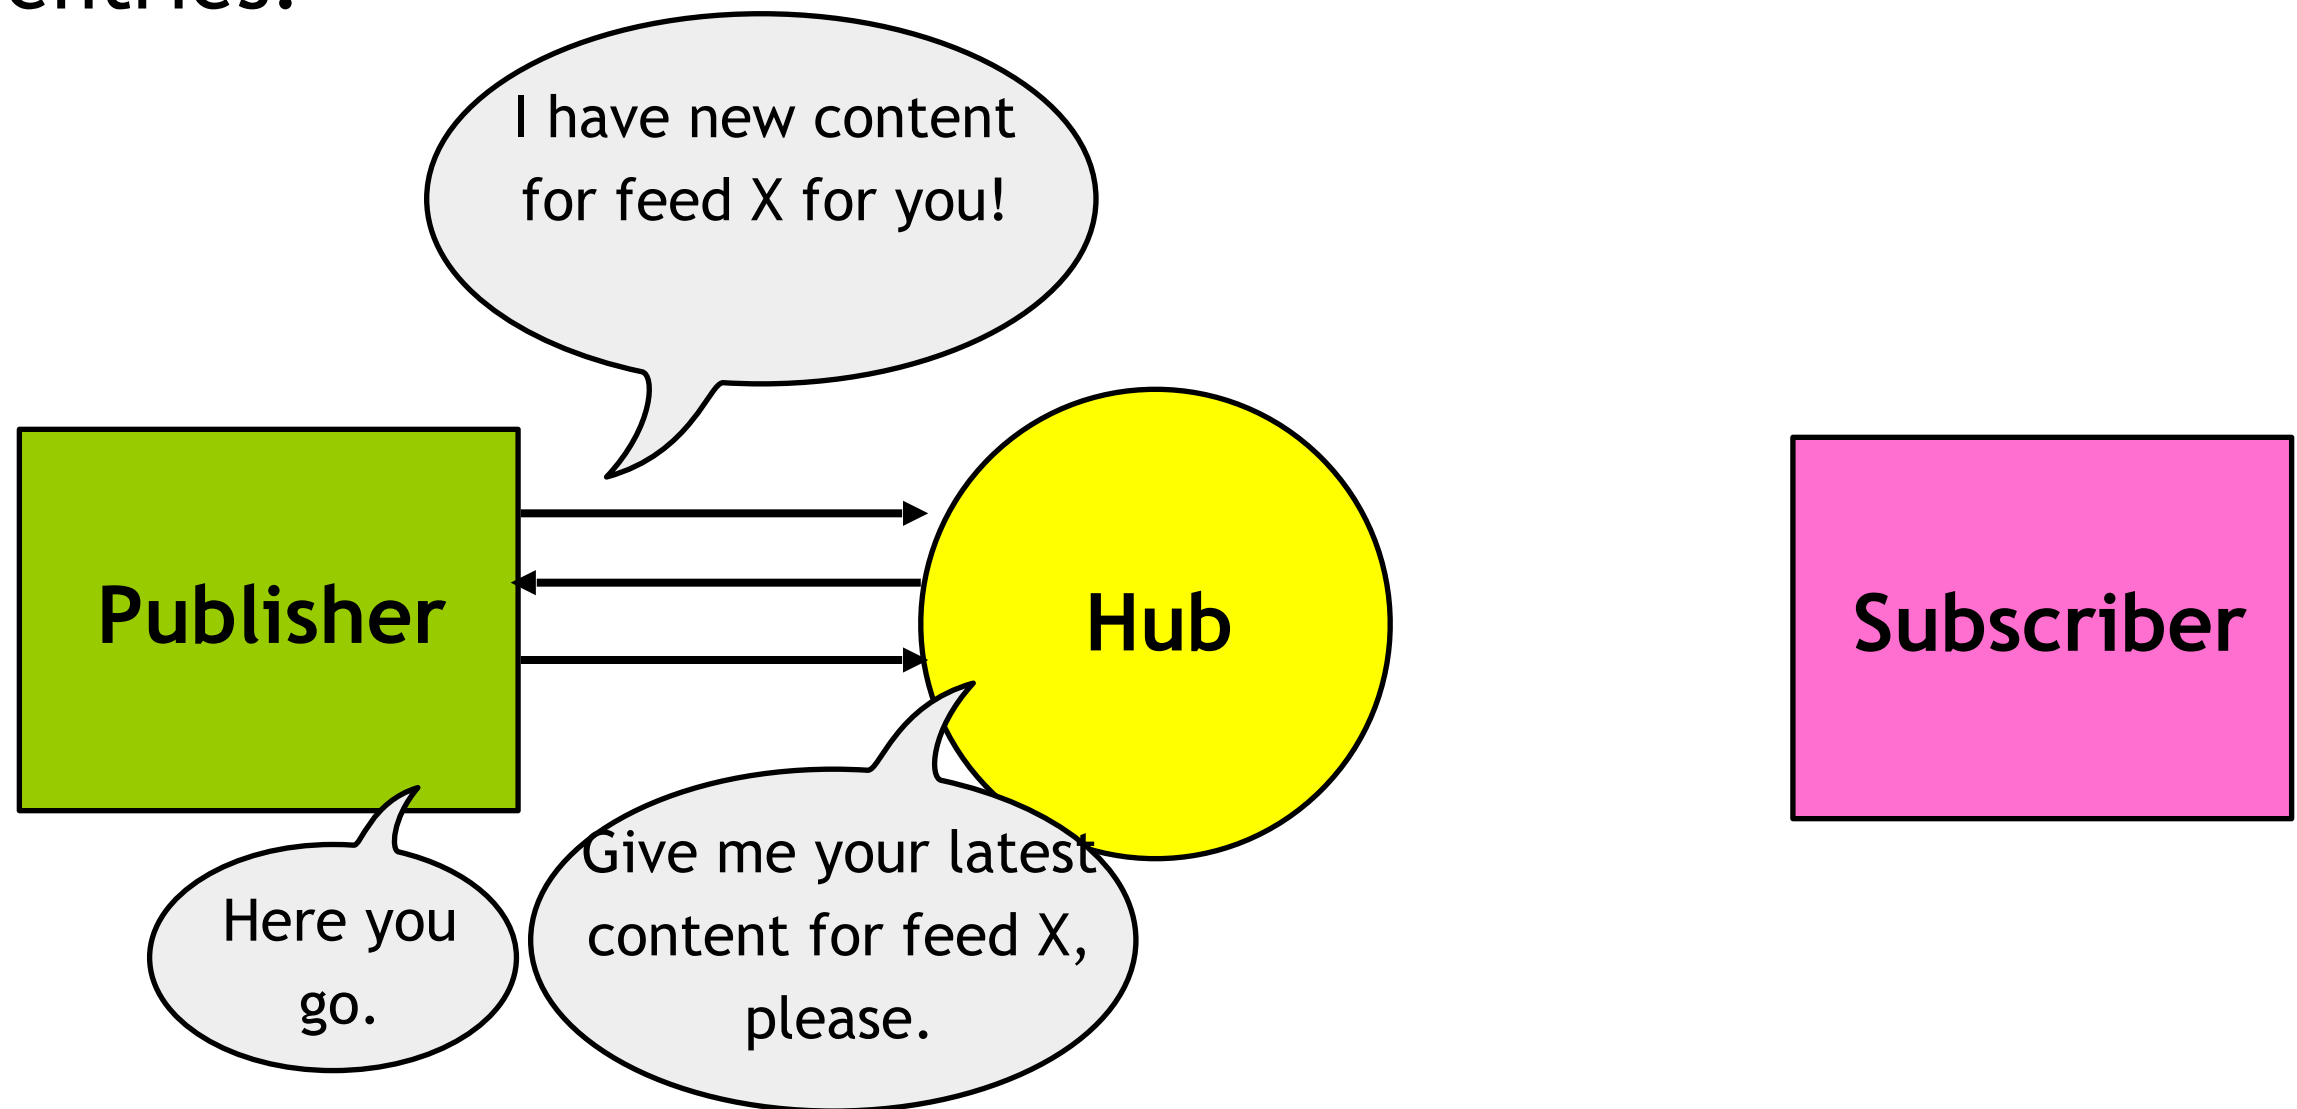 entries.
I have new content
for feed X for you!
Publisher
Hub
Subscriber
Here you
go.
Give me your latest
content for feed X,
please.